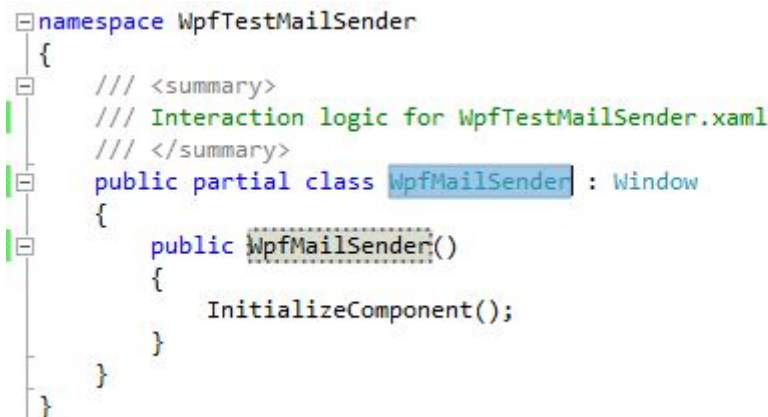 namespace WpfTestMailSender
{
/// <summary>
/// Interaction logic for WpfTestMailSender.xaml
/// </summary>
public partial class WpfMailSender : Window
{
public WpfMailSender()
{
InitializeComponent();
}
}
}